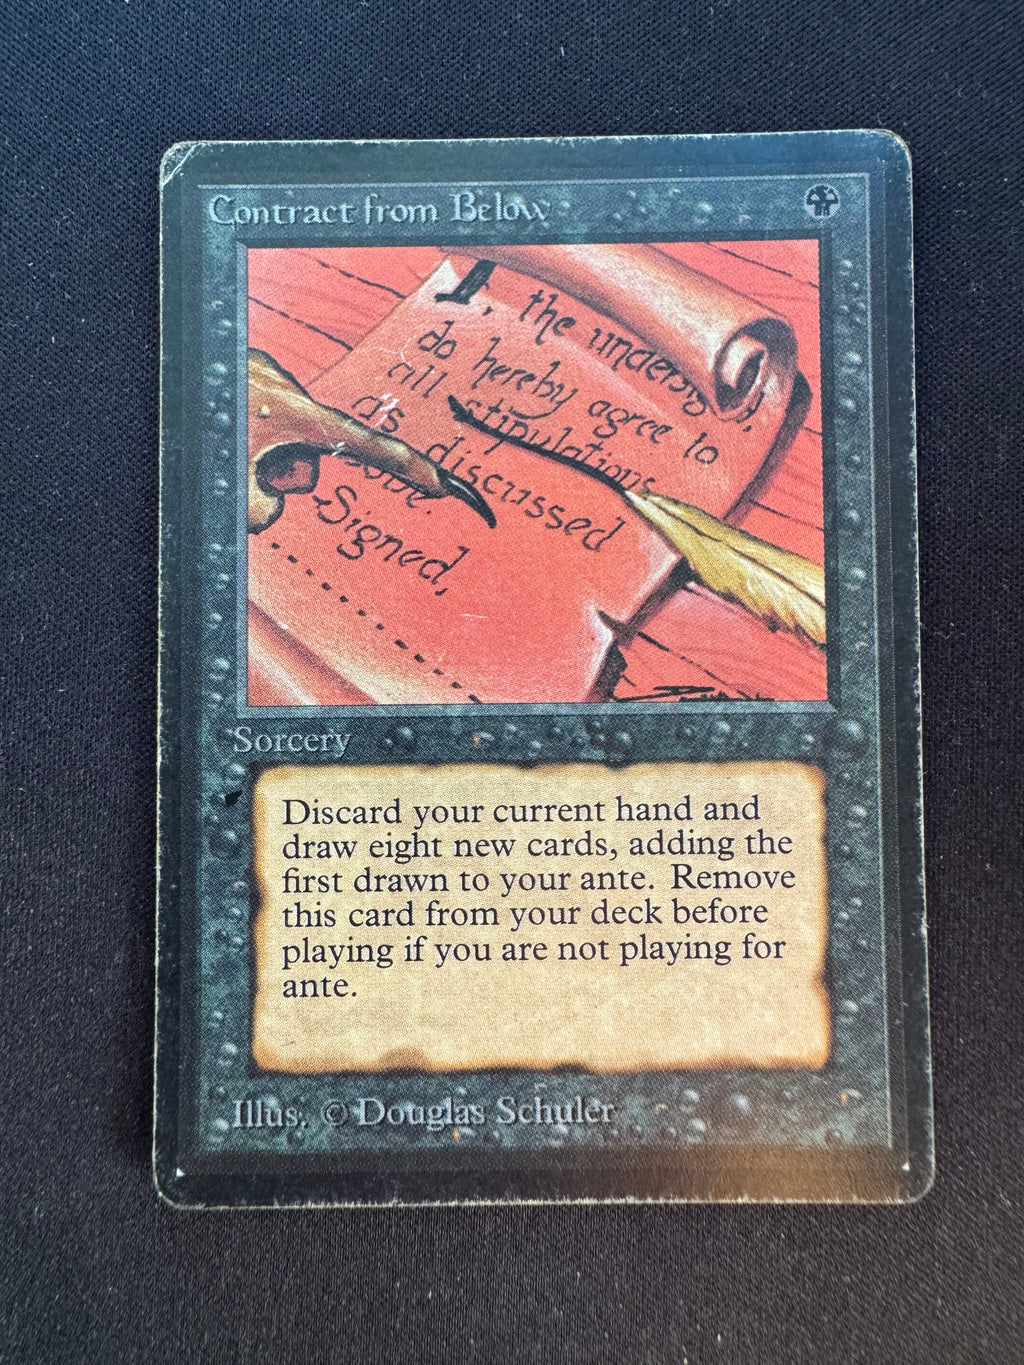 Contract from Below
I, the undersig
do hereby agree to
all stipulations
as discussed
Signed,
Sorcery
Discard your current hand and
draw eight new cards, adding the
first drawn to your ante. Remove
this card from your deck before
playing if you are not playing for
ante.
Illus. © Douglas Schuler